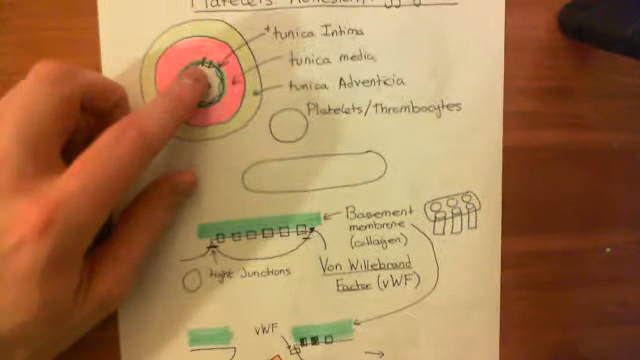 Platelets Adhesion
tunica Intima
tunica media
tunica Adventicia
Platelets/Thrombocytes
Basement
membrane
(collagen)
tight Junctions
Von Willebrand
Factor (vWF)
vWF